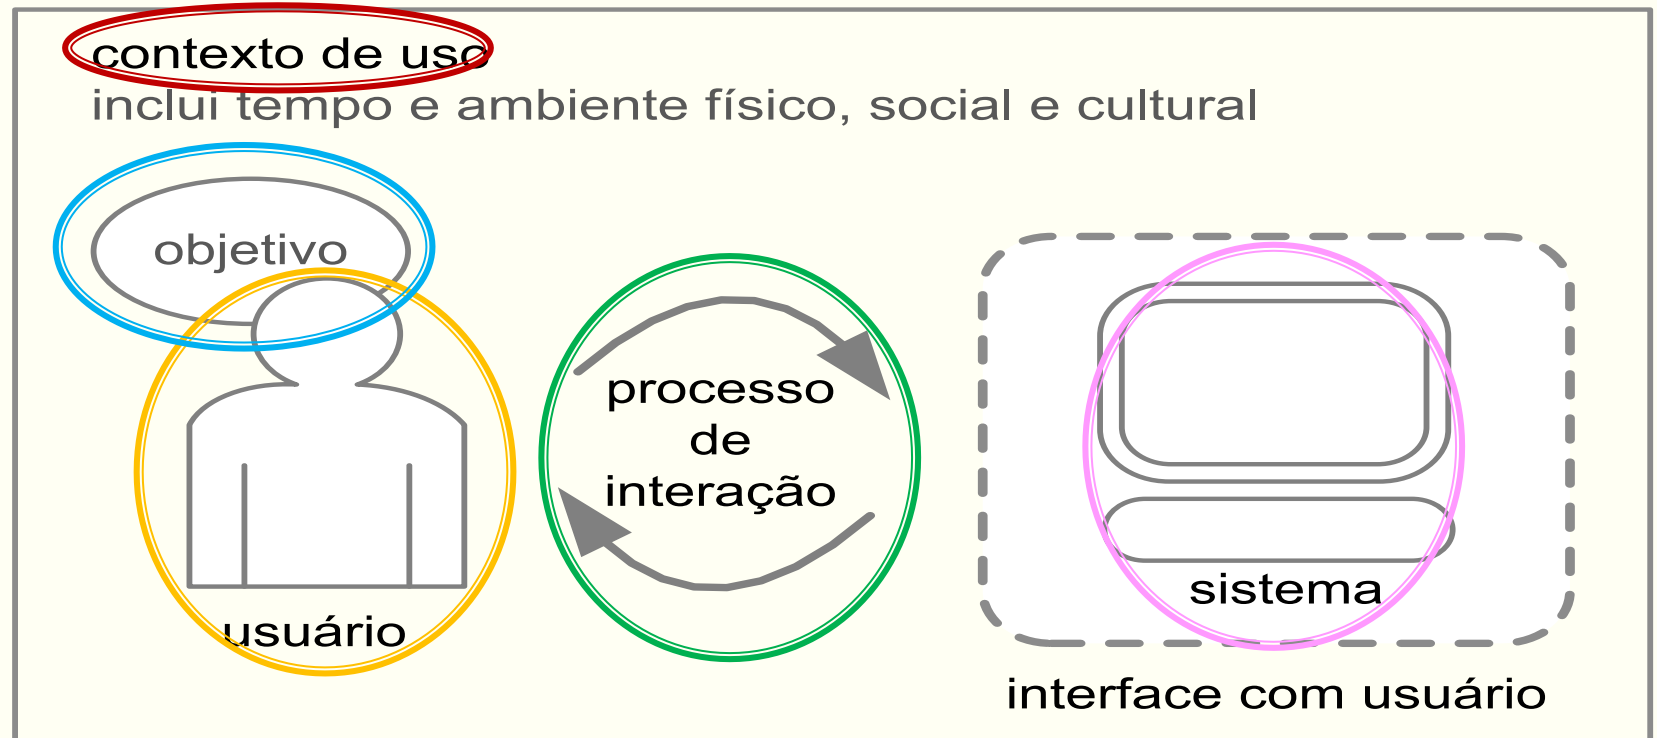 contexto de uso
inclui tempo e ambiente físico, social e cultural
objetivo
processo
de
interação
usuário
sistema
interface com usuário